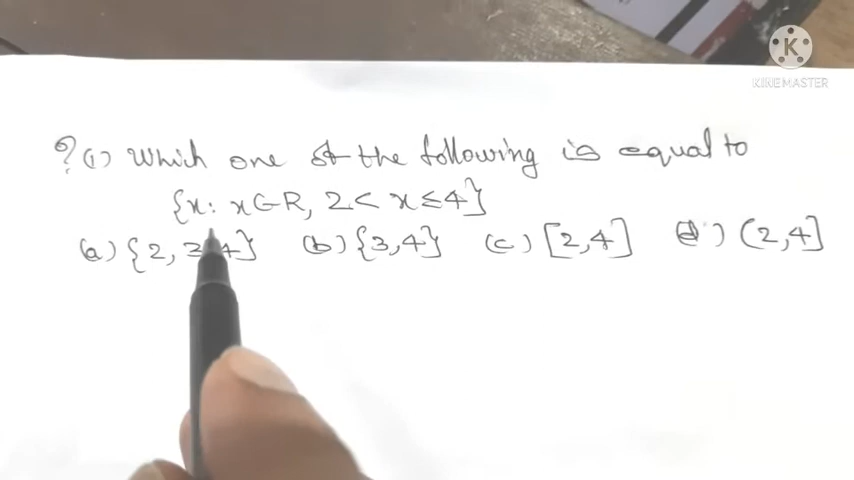 K
KINEMASTER
? (1) Which one of the following is equal to
{x: x∈R, 2< x≤4}
(a) {2, 3, 4} (b) {3,4} (c) [2,4] (d) (2,4]